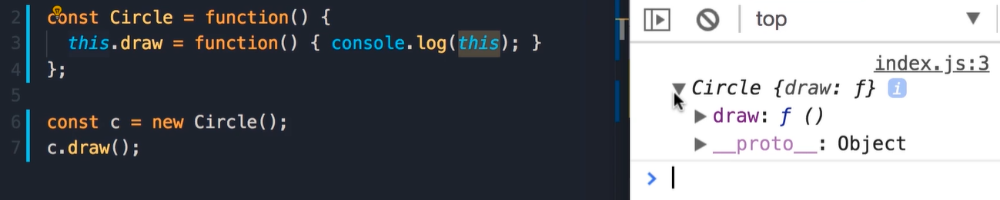 2 const Circle = function() {
3 this.draw = function() { console.log(this); }
4 };
5
6 const c = new Circle();
7 c.draw();
top
index.js:3
Circle {draw: ƒ} i
draw: ƒ ()
__proto__: Object
>